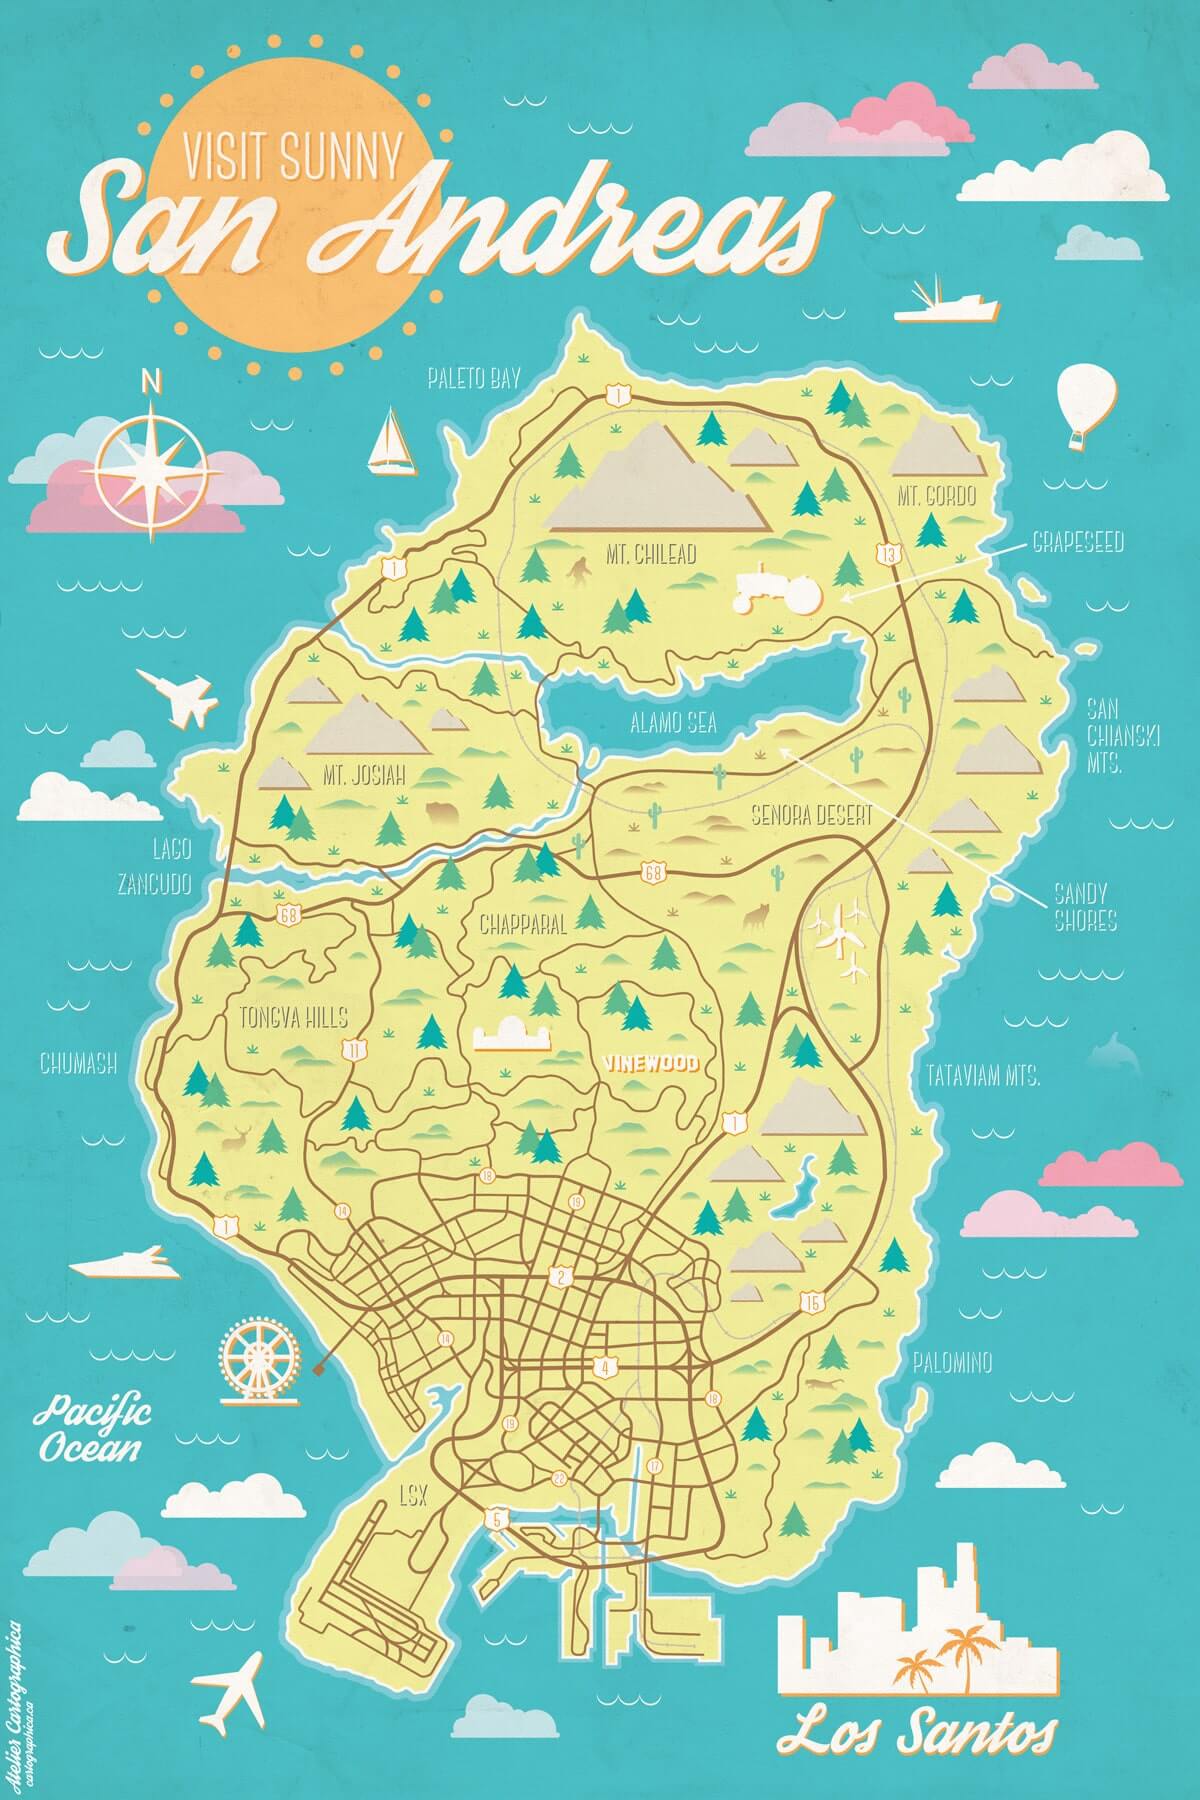 VISIT SUNNY
San Andreas
N
PALETO BAY
1
MT. GORDO
GRAPESEED
MT. CHILEAD
13
1
ALAMO SEA
SAN
CHIANSKI
MTS.
MT. JOSIAH
SENORA DESERT
LAGO
ZANCUDO
68
SANDY
SHORES
68
CHAPPARAL
TONGVA HILLS
11
VINEWOOD
CHUMASH
TATAVIAM MTS.
1
18
19
14
1
2
15
14
4
PALOMINO
18
Pacific
Ocean
19
17
22
LSX
5
Los Santos
Atelier Cartographica
cartographica.ca